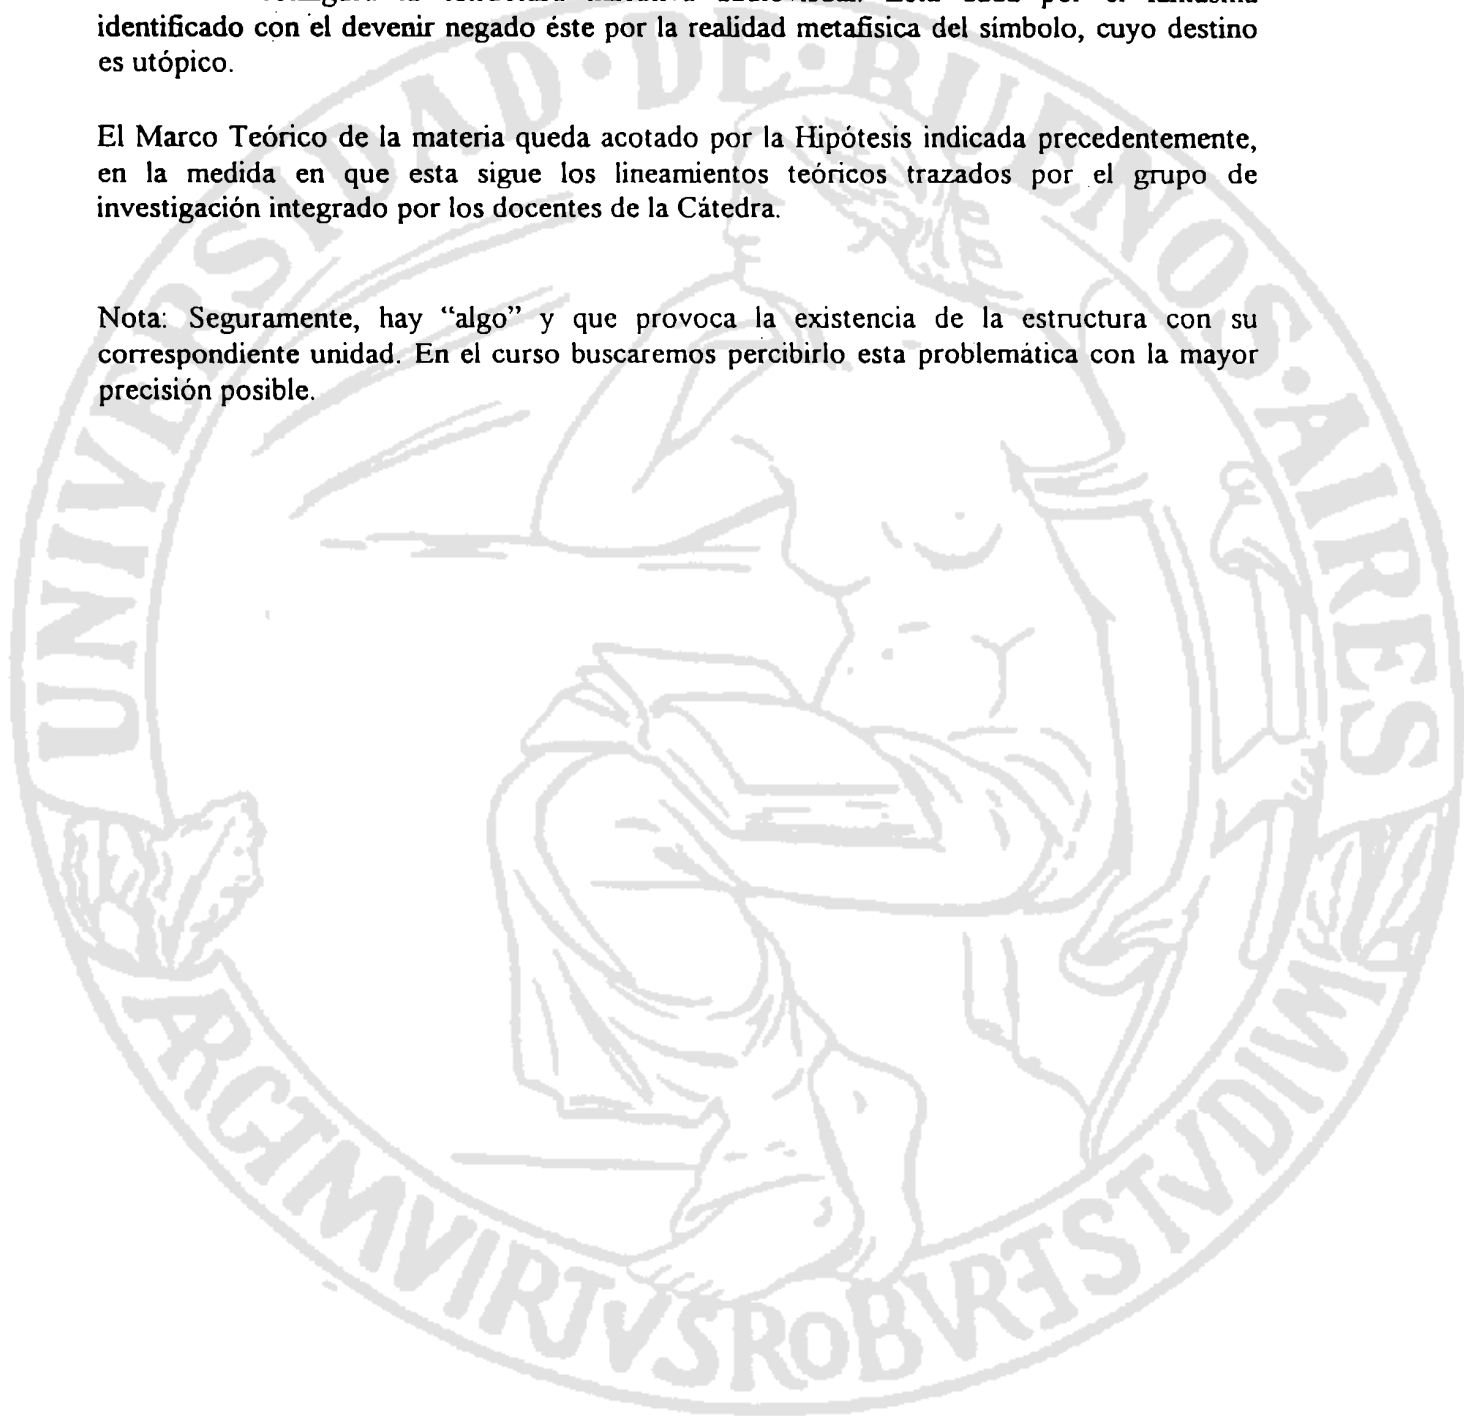 identificado con el devenir negado éste por la realidad metafísica del símbolo, cuyo destino
es utópico.
El Marco Teórico de la materia queda acotado por la Hipótesis indicada precedentemente,
en la medida en que esta sigue los lineamientos teóricos trazados por el grupo de
investigación integrado por los docentes de la Cátedra.
Nota: Seguramente, hay “algo” y que provoca la existencia de la estructura con su
correspondiente unidad. En el curso buscaremos percibirlo esta problemática con la mayor
precisión posible.
UNIVERSIDAD•DE•BUENOS•AIRES
ARGTMVIRTVSROBVRETSTVDIVM